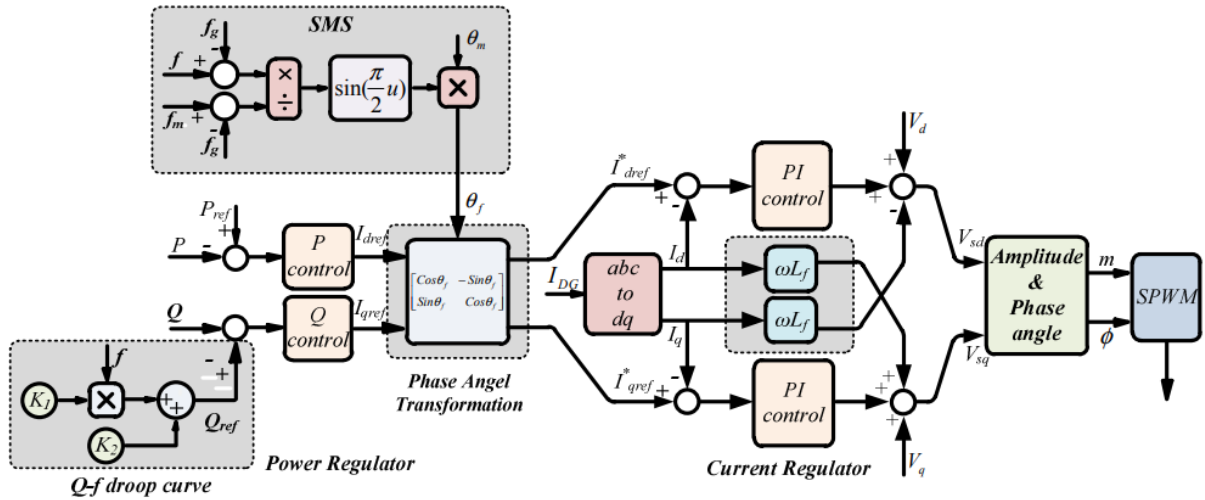 SMS
f_g
-
f
+
f_m
+
-
f_g
×
÷
sin(π/2 u)
θ_m
×
θ_f
P_ref
+
P
-
P
control
I_dref
Q
Q
control
I_qref
-
+
[Cosθ_f -Sinθ_f
Sinθ_f Cosθ_f]
Phase Angel
Transformation
f
K_1
×
+
+
K_2
Q_ref
Q-f droop curve
Power Regulator
I*_dref
+
-
PI
control
+
-
V_d
I_DG
abc
to
dq
I_d
I_q
ωL_f
ωL_f
I*_qref
+
-
PI
control
+
+
+
V_q
Current Regulator
V_sd
V_sq
Amplitude
&
Phase
angle
m
ϕ
SPWM